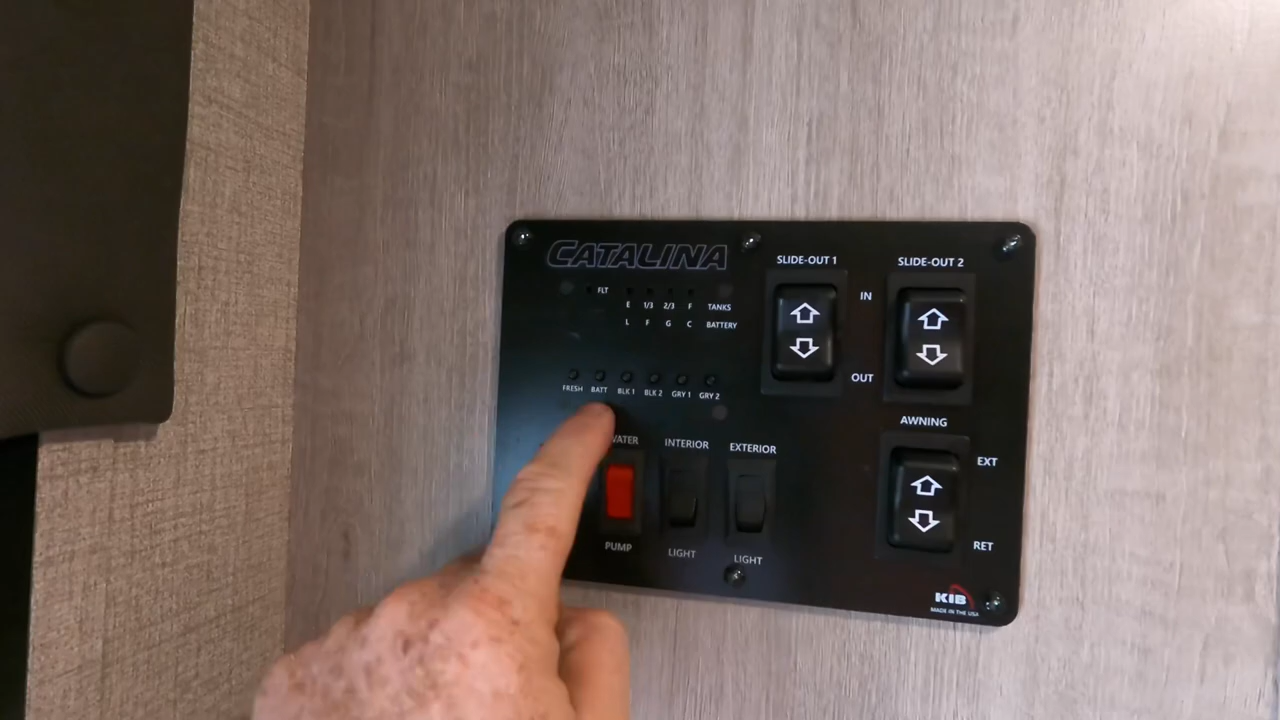 CATALINA
SLIDE-OUT 1
SLIDE-OUT 2
FLT
E 1/3 2/3 F TANKS
L F G C BATTERY
IN
OUT
FRESH BATT BLK 1 BLK 2 GRY 1 GRY 2
AWNING
EXT
RET
WATER
PUMP
INTERIOR
LIGHT
EXTERIOR
LIGHT
KIB
MADE IN THE USA